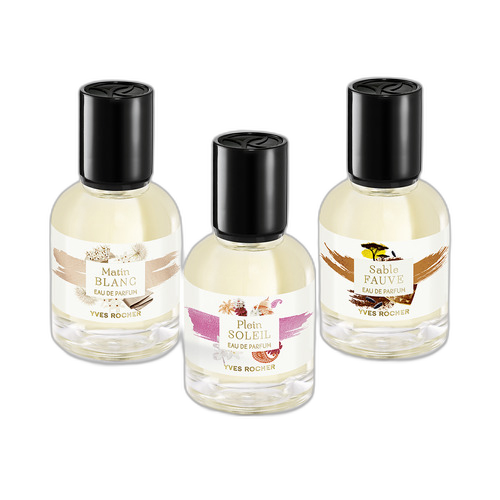 Matin
BLANC
EAU DE PARFUM
YVES ROCHER
Plein
SOLEIL
EAU DE PARFUM
YVES ROCHER
Sable
FAUVE
EAU DE PARFUM
YVES ROCHER